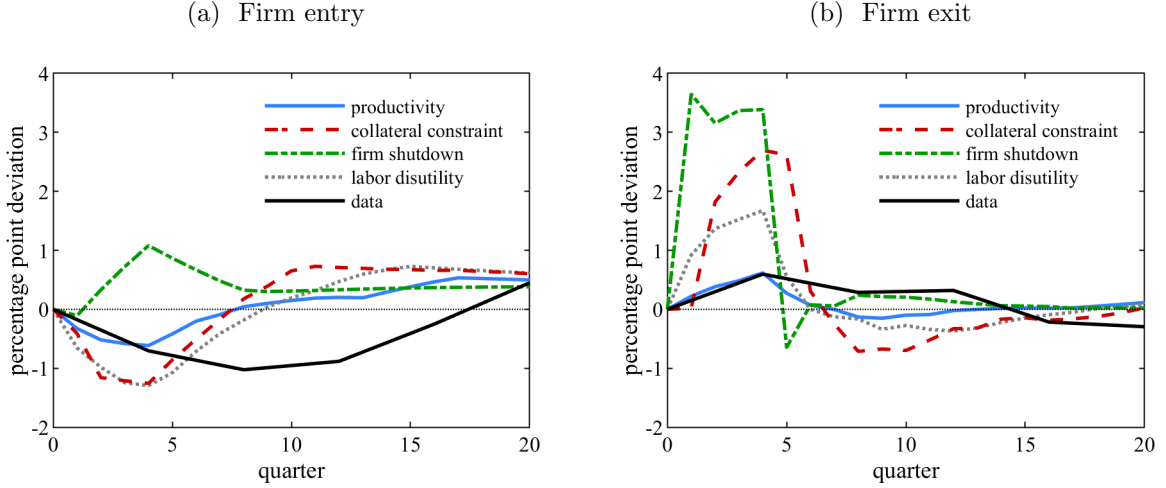 (a) Firm entry
4
3
2
1
0
-1
-2
percentage point deviation
productivity
collateral constraint
firm shutdown
labor disutility
data
0 5 10 15 20
quarter
(b) Firm exit
4
3
2
1
0
-1
-2
percentage point deviation
productivity
collateral constraint
firm shutdown
labor disutility
data
0 5 10 15 20
quarter